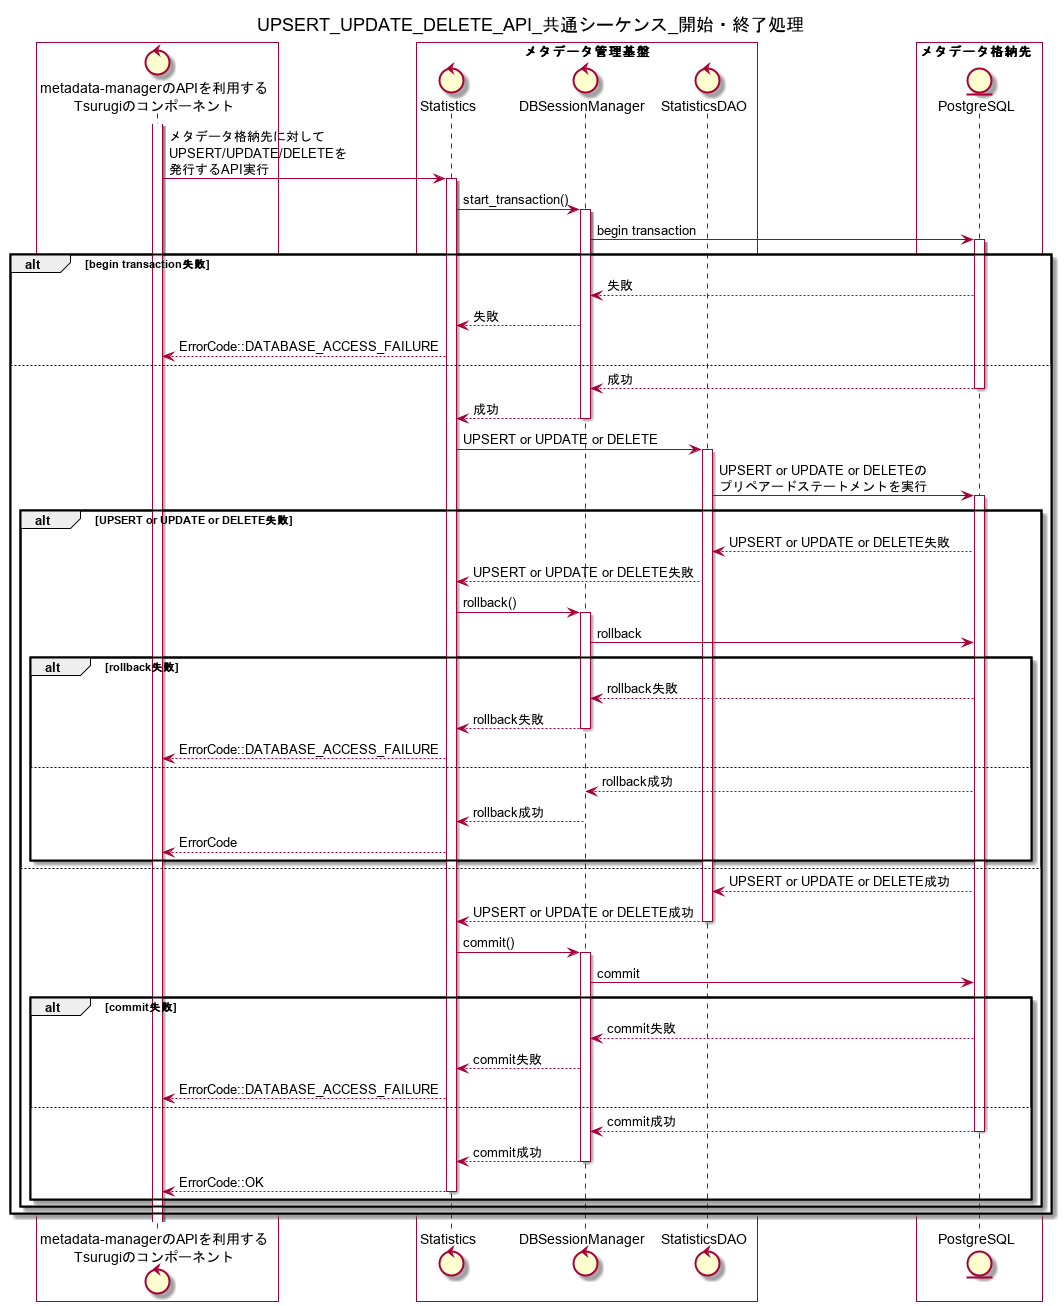 UPSERT_UPDATE_DELETE_API_共通シーケンス_開始・終了処理
メタデータ管理基盤
メタデータ格納先
metadata-managerのAPIを利用する
Tsurugiのコンポーネント
Statistics
DBSessionManager
StatisticsDAO
PostgreSQL
メタデータ格納先に対して
UPSERT/UPDATE/DELETEを
発行するAPI実行
start_transaction()
begin transaction
alt
[begin transaction失敗]
失敗
失敗
ErrorCode::DATABASE_ACCESS_FAILURE
成功
成功
UPSERT or UPDATE or DELETE
UPSERT or UPDATE or DELETEの
プリペアードステートメントを実行
alt
[UPSERT or UPDATE or DELETE失敗]
UPSERT or UPDATE or DELETE失敗
UPSERT or UPDATE or DELETE失敗
rollback()
rollback
alt
[rollback失敗]
rollback失敗
rollback失敗
ErrorCode::DATABASE_ACCESS_FAILURE
rollback成功
rollback成功
ErrorCode
UPSERT or UPDATE or DELETE成功
UPSERT or UPDATE or DELETE成功
commit()
commit
alt
[commit失敗]
commit失敗
commit失敗
ErrorCode::DATABASE_ACCESS_FAILURE
commit成功
commit成功
ErrorCode::OK
metadata-managerのAPIを利用する
Tsurugiのコンポーネント
Statistics
DBSessionManager
StatisticsDAO
PostgreSQL